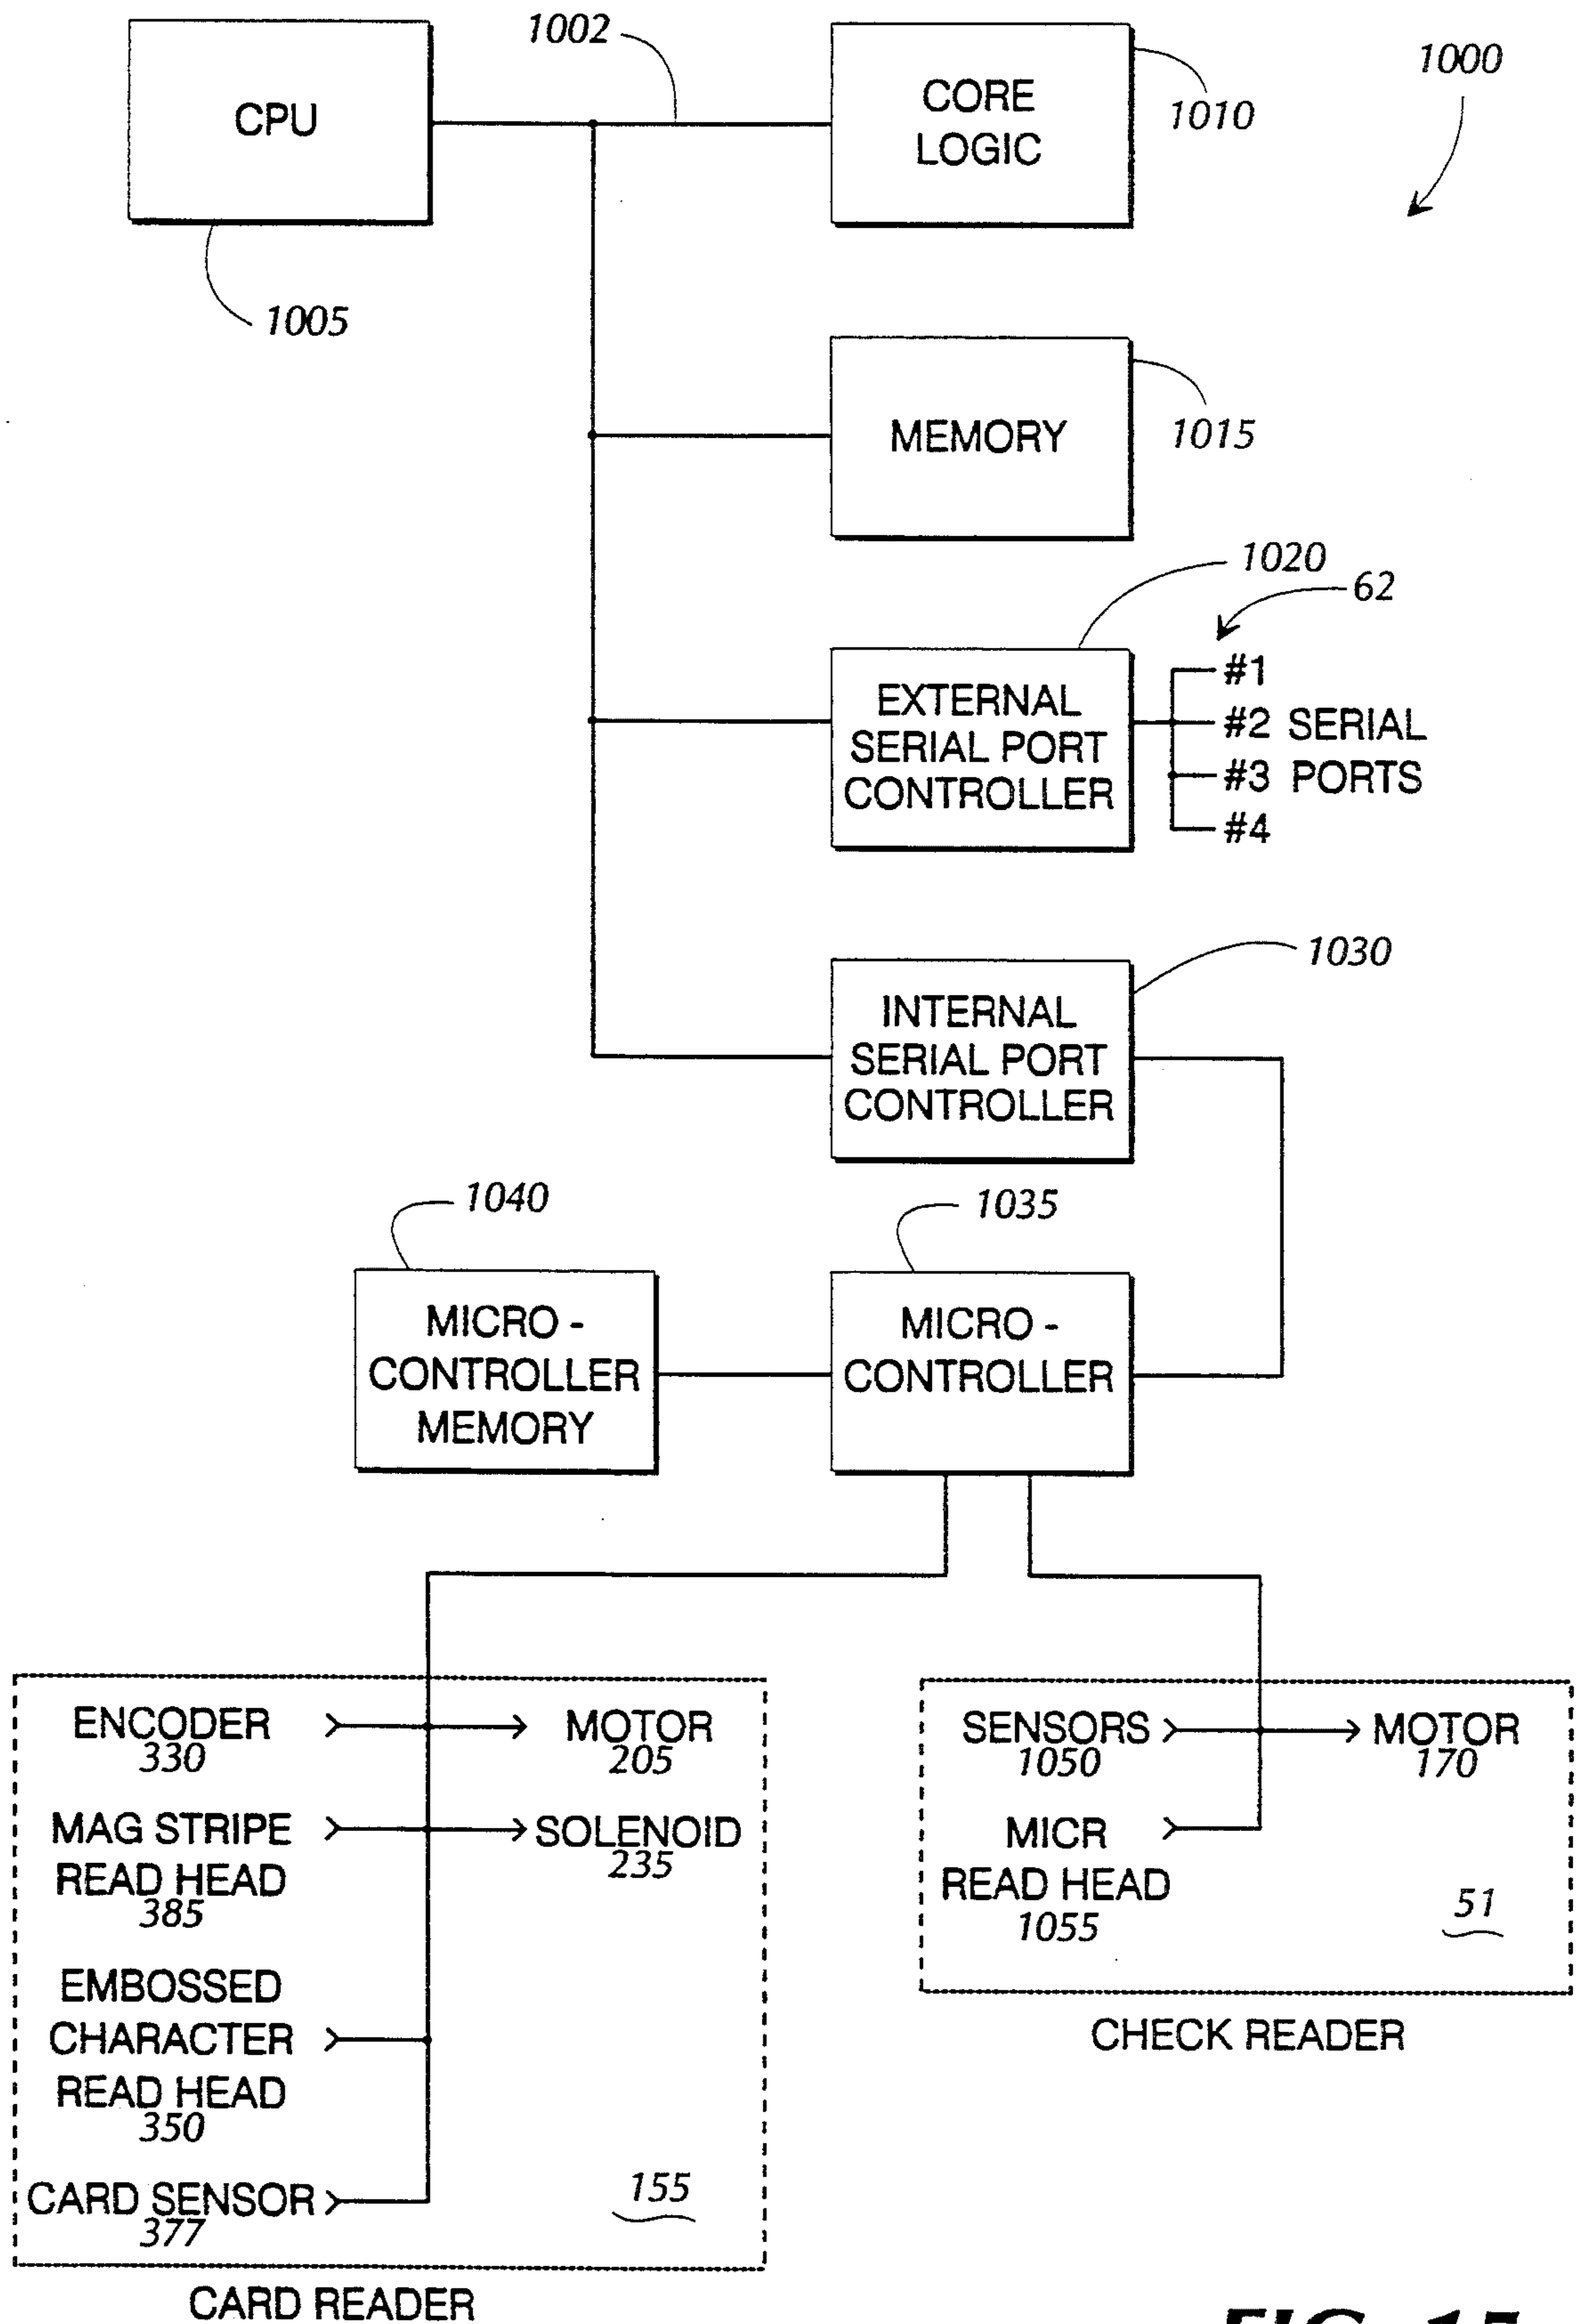 1002
1000
CPU
CORE
LOGIC
1010
1005
MEMORY
1015
1020
62
EXTERNAL
SERIAL PORT
CONTROLLER
#1
#2 SERIAL
#3 PORTS
#4
1030
INTERNAL
SERIAL PORT
CONTROLLER
1040
1035
MICRO -
CONTROLLER
MEMORY
MICRO -
CONTROLLER
ENCODER
330
MOTOR
205
MAG STRIPE
READ HEAD
385
SOLENOID
235
EMBOSSED
CHARACTER
READ HEAD
350
CARD SENSOR
377
155
CARD READER
SENSORS
1050
MOTOR
170
MICR
READ HEAD
1055
51
CHECK READER